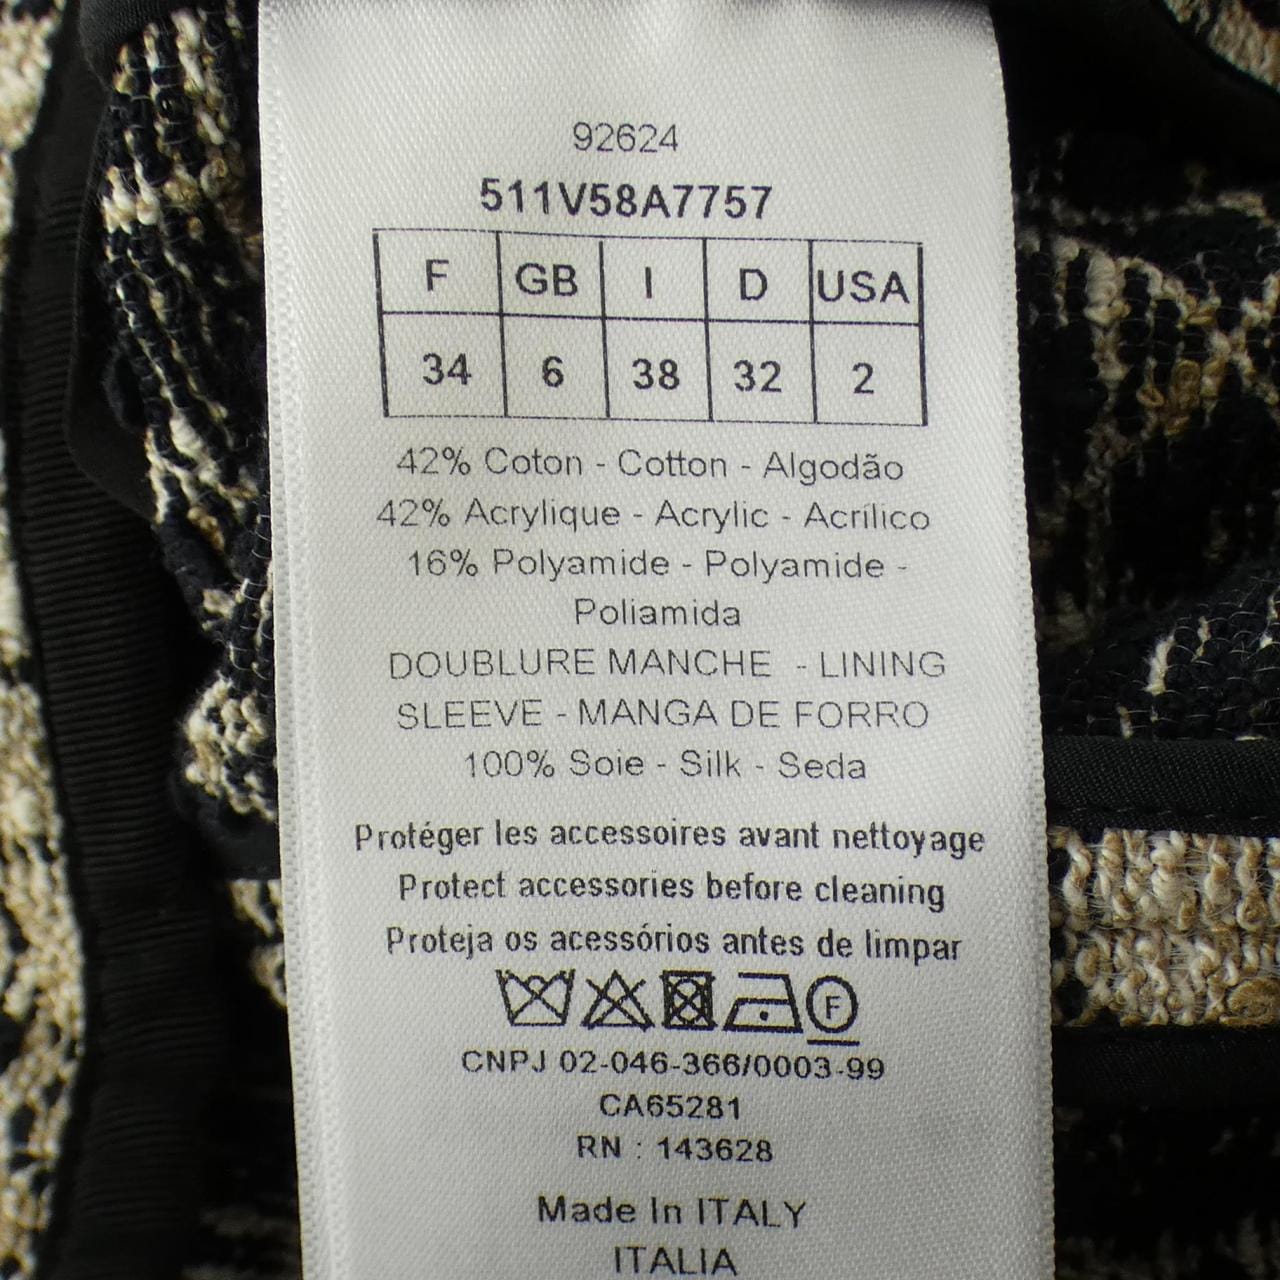 92624
511V58A7757
F GB I D USA
34 6 38 32 2
42% Coton - Cotton - Algodão
42% Acrylique - Acrylic - Acrílico
16% Polyamide - Polyamide -
Poliamida
DOUBLURE MANCHE - LINING
SLEEVE - MANGA DE FORRO
100% Soie - Silk - Seda
Protéger les accessoires avant nettoyage
Protect accessories before cleaning
Proteja os acessórios antes de limpar
F
CNPJ 02-046-366/0003-99
CA65281
RN : 143628
Made In ITALY
ITALIA